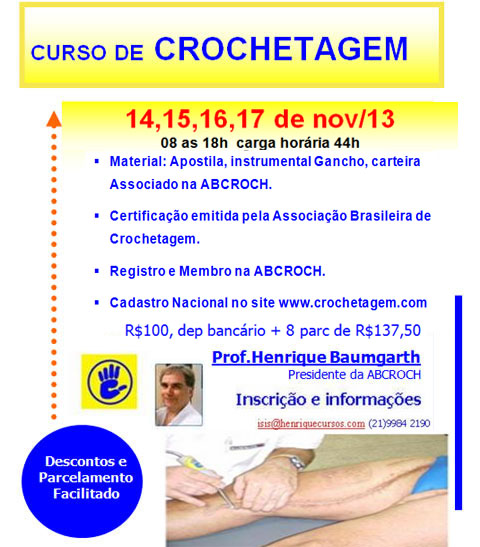 CURSO DE CROCHETAGEM
14,15,16,17 de nov/13
08 as 18h carga horária 44h
Material: Apostila, instrumental Gancho, carteira
Associado na ABCROCH.
Certificação emitida pela Associação Brasileira de
Crochetagem.
Registro e Membro na ABCROCH.
Cadastro Nacional no site www.crochetagem.com
R$100, dep bancário + 8 parc de R$137,50
Prof.Henrique Baumgarth
Presidente da ABCROCH
Inscrição e informações
isis@henriquecursos.com (21)9984 2190
Descontos e
Parcelamento
Facilitado